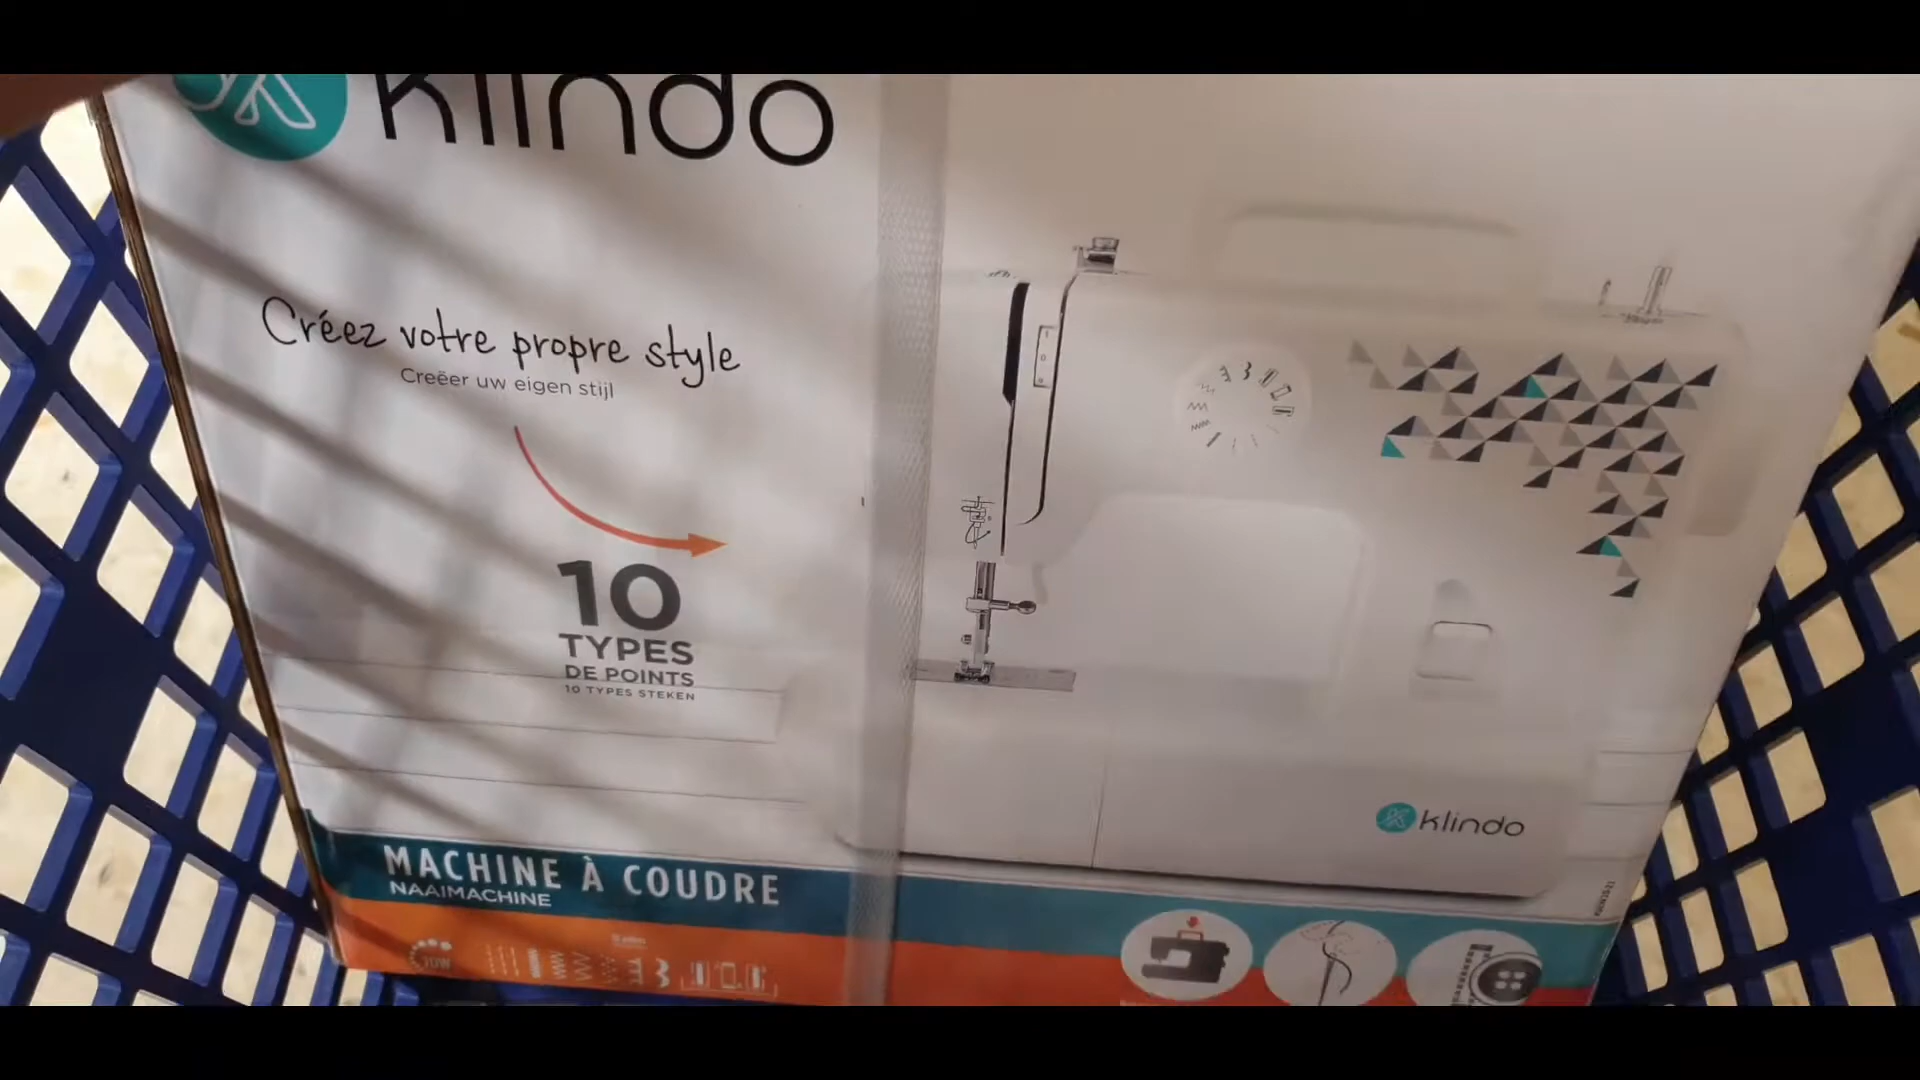 klindo
Créez votre propre style
Creëer uw eigen stijl
10
TYPES
DE POINTS
10 TYPES STEKEN
klindo
MACHINE À COUDRE
NAAIMACHINE
70W